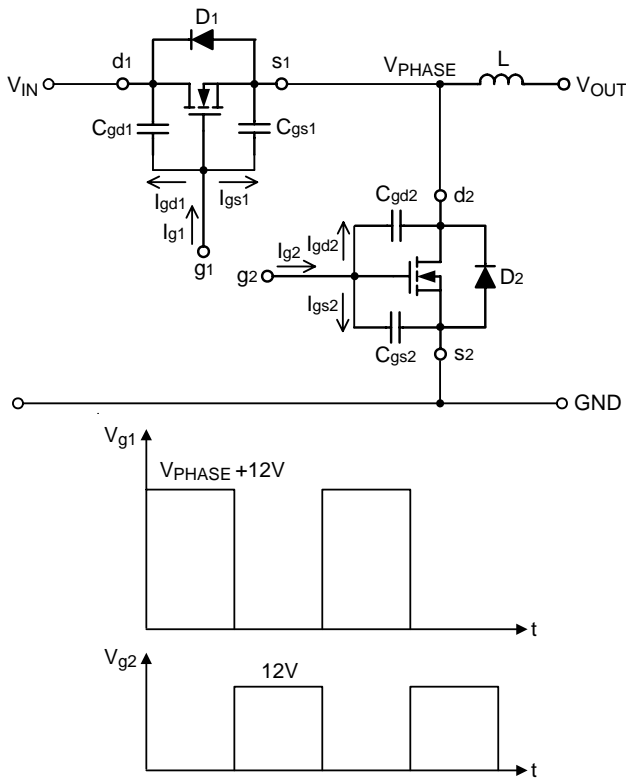 D1
d1
s1
VIN
VPHASE
L
VOUT
Cgd1
Cgs1
Igd1
Igs1
Ig1
g1
Cgd2
d2
Ig2
Igd2
g2
D2
Igs2
Cgs2
s2
GND
Vg1
VPHASE +12V
t
Vg2
12V
t